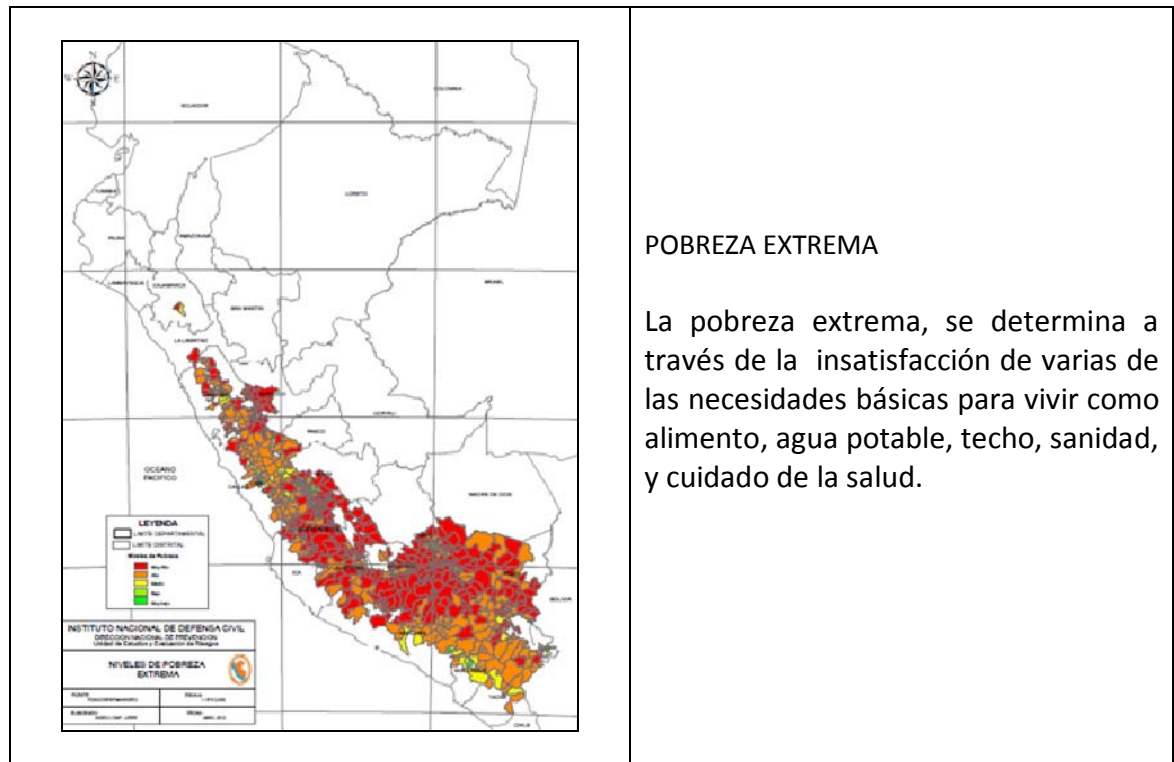 N
W E
COLOMBIA
ECUADOR
LORETO
TUMBES
PIURA
AMAZONAS
LAMBAYEQUE
CAJAMARCA
BRASIL
SAN MARTIN
LA LIBERTAD
UCAYALI
PASCO
OCEANO
PACIFICO
CALLAO
MADRE DE DIOS
ICA
BOLIVIA
TACNA
CHILE
LEYENDA
LIMITE DEPARTAMENTAL
LIMITE DISTRITAL
Niveles de Pobreza
Muy Alto
Alto
Medio
Bajo
Muy bajo
INSTITUTO NACIONAL DE DEFENSA CIVIL
DIRECCION NACIONAL DE PREVENCION
Unidad de Estudios y Evaluación de Riesgos
NIVELES DE POBREZA
EXTREMA
POBREZA EXTREMA
La pobreza extrema, se determina a
través de la insatisfacción de varias de
las necesidades básicas para vivir como
alimento, agua potable, techo, sanidad,
y cuidado de la salud.